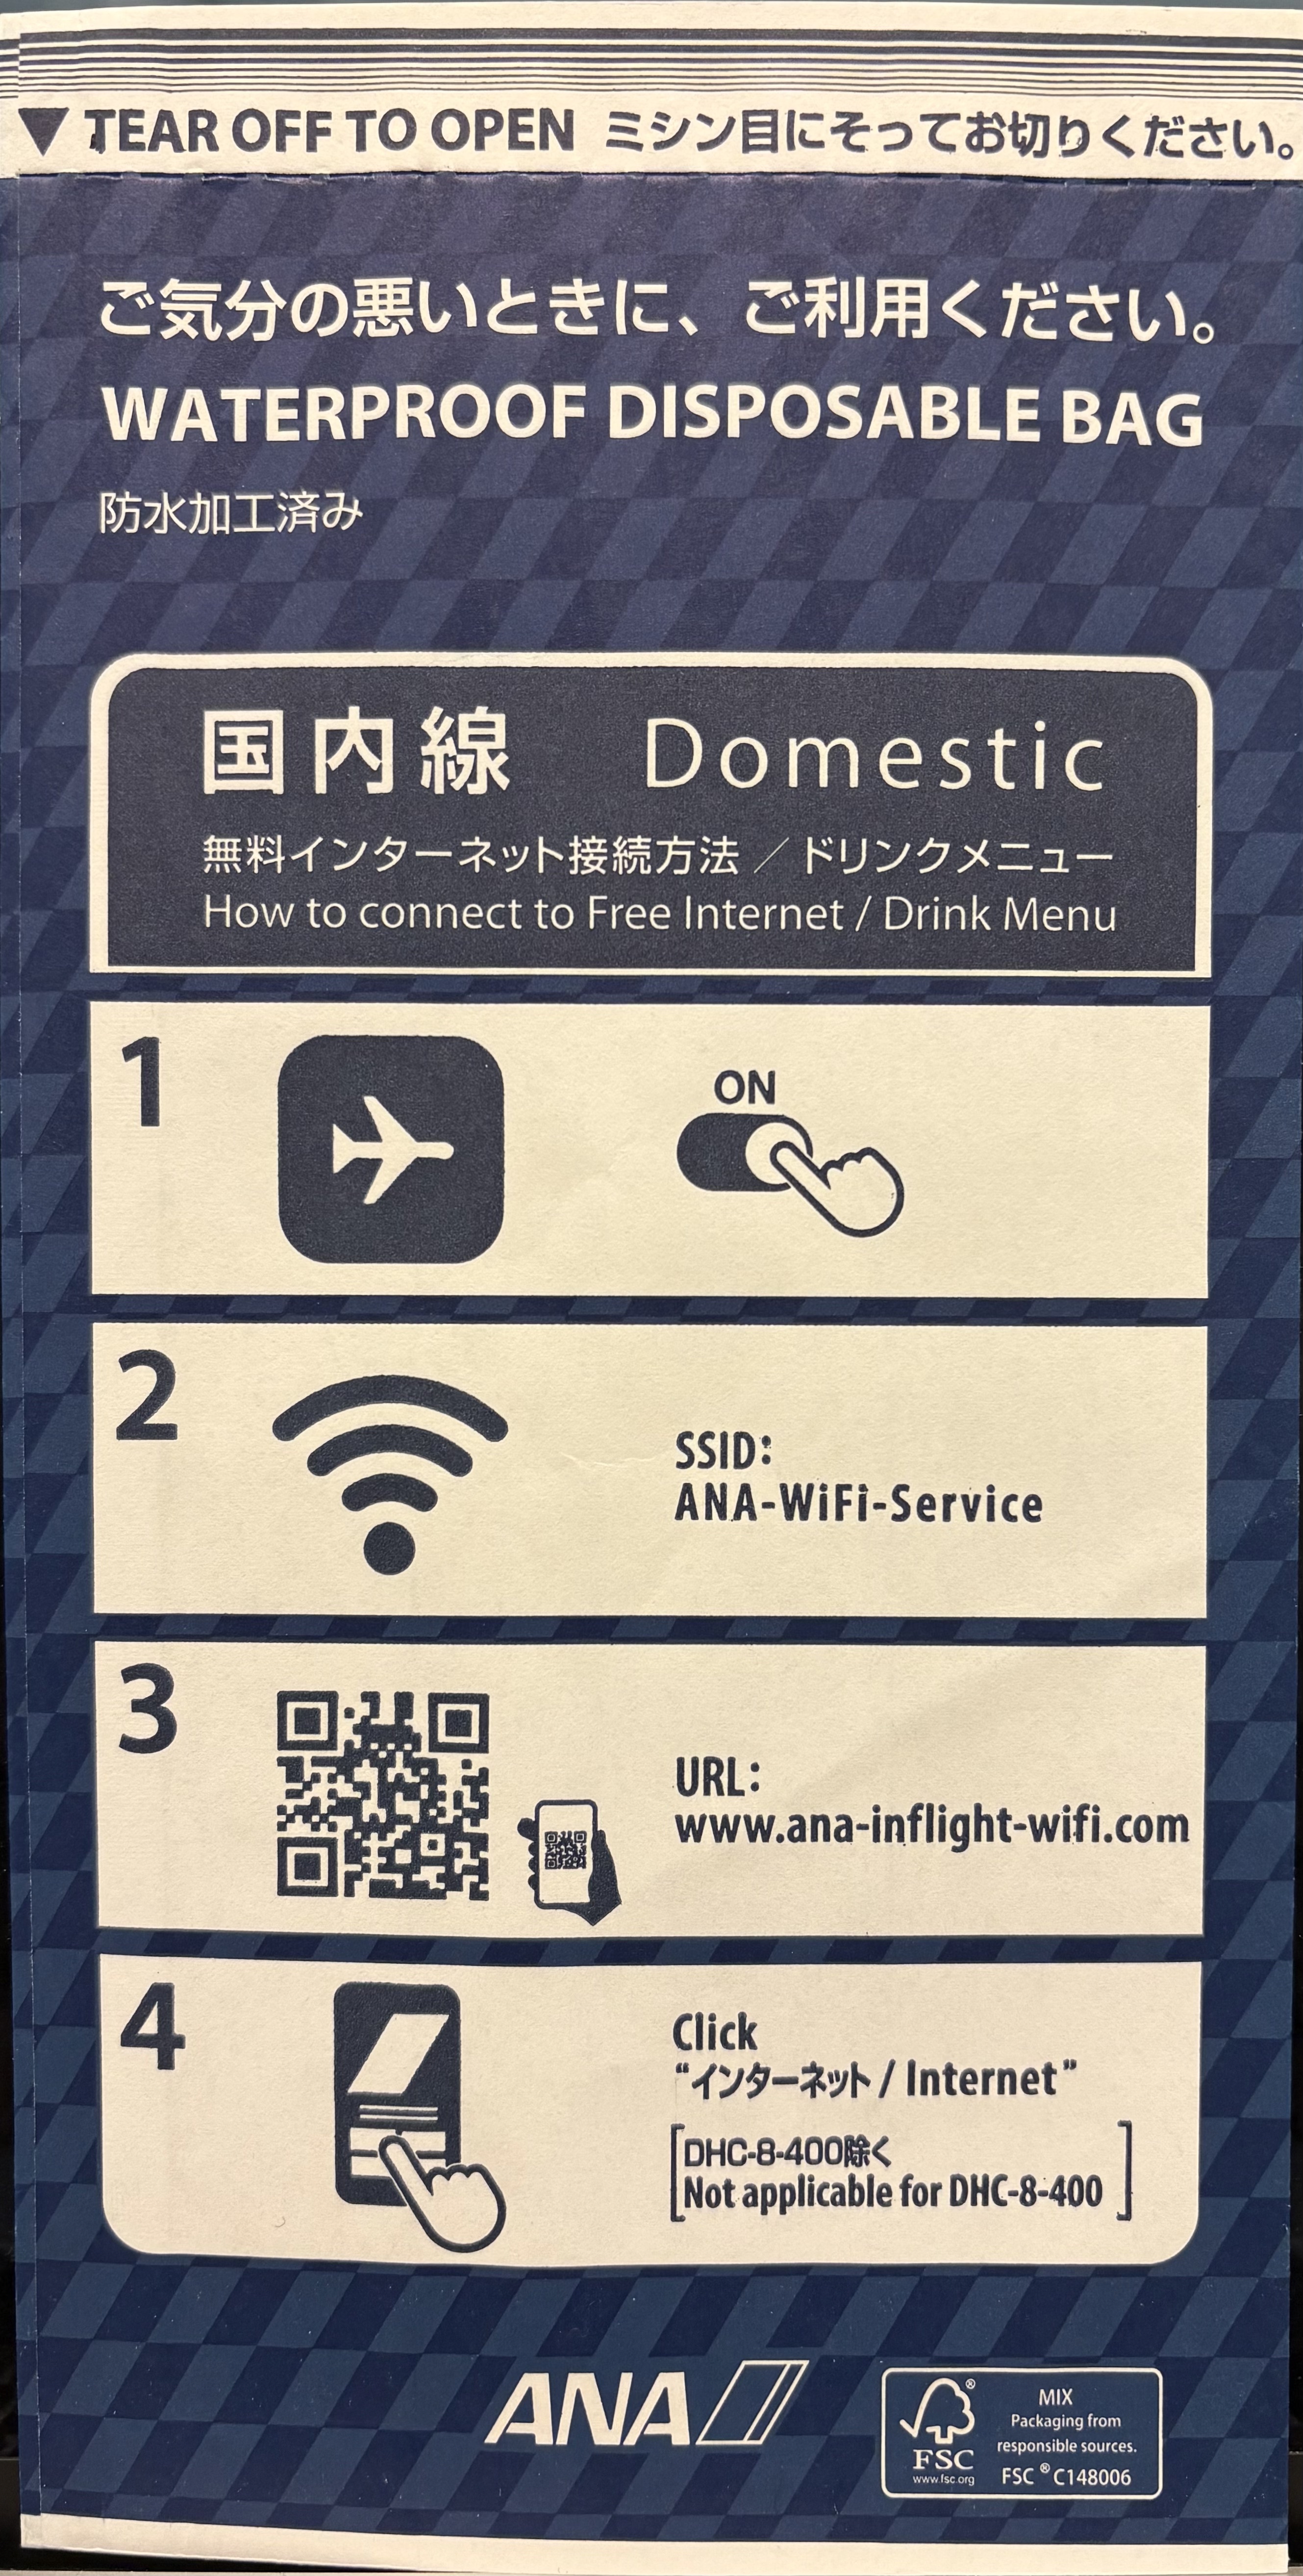 ▼ TEAR OFF TO OPEN ミシン目にそってお切りください。
ご気分の悪いときに、ご利用ください。
WATERPROOF DISPOSABLE BAG
防水加工済み
国内線 Domestic
無料インターネット接続方法 ／ ドリンクメニュー
How to connect to Free Internet / Drink Menu
1
ON
2
SSID:
ANA-WiFi-Service
3
URL:
www.ana-inflight-wifi.com
4
Click
“インターネット / Internet”
[DHC-8-400除く
Not applicable for DHC-8-400]
ANA
FSC®
www.fsc.org
MIX
Packaging from
responsible sources.
FSC® C148006